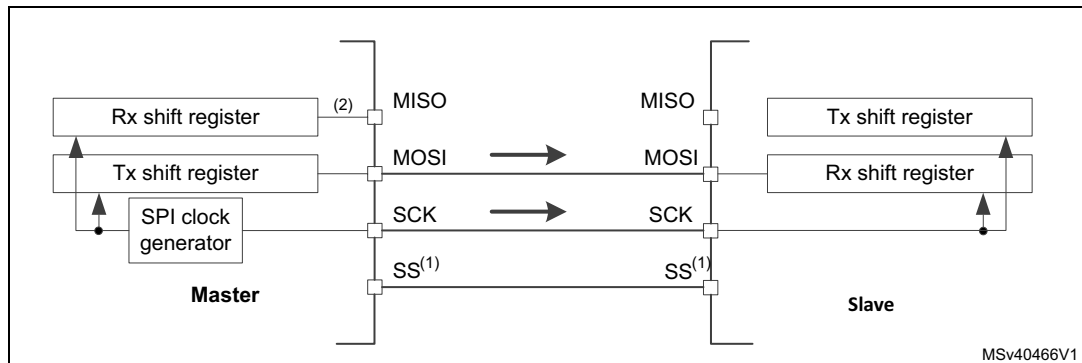 MISO MISO
Rx shift register (2) Tx shift register
MOSI MOSI
Tx shift register Rx shift register
SPI clock generator
SCK SCK
SS(1) SS(1)
Master Slave
MSv40466V1